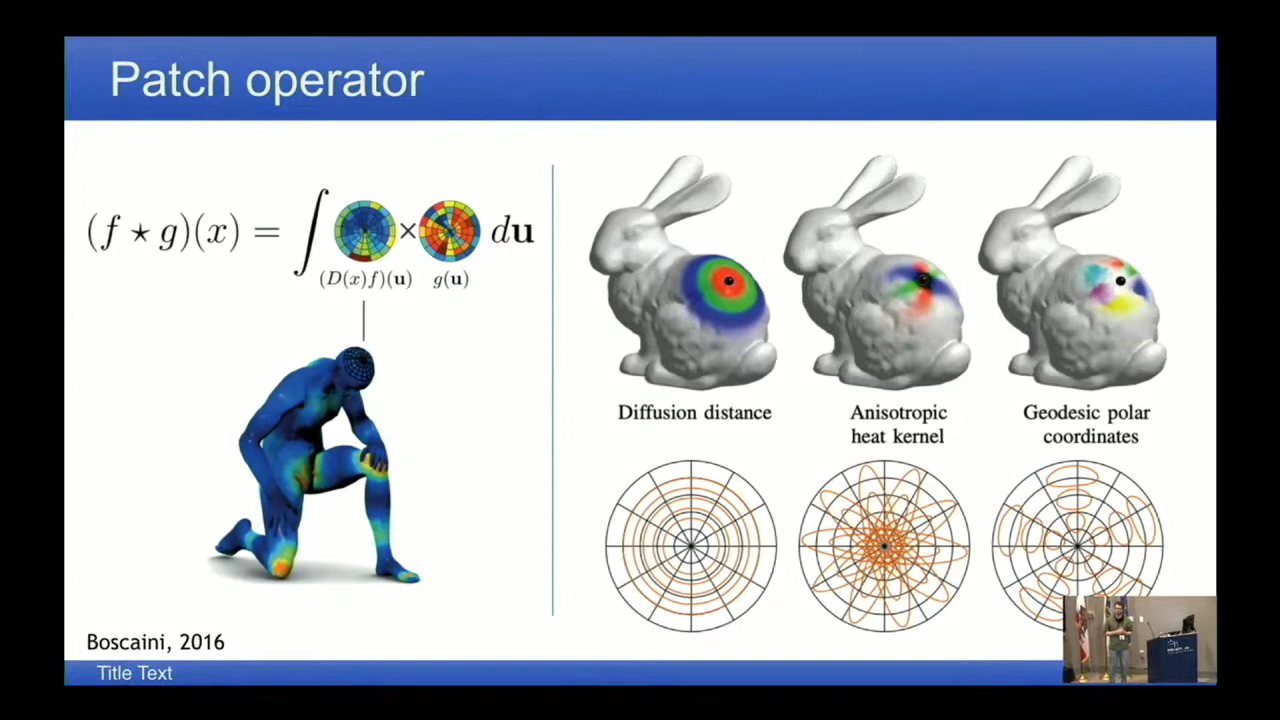 Patch operator
(f ⋆ g)(x) = ∫ × du
(D(x)f)(u) g(u)
Diffusion distance
Anisotropic
heat kernel
Geodesic polar
coordinates
Boscaini, 2016
Title Text